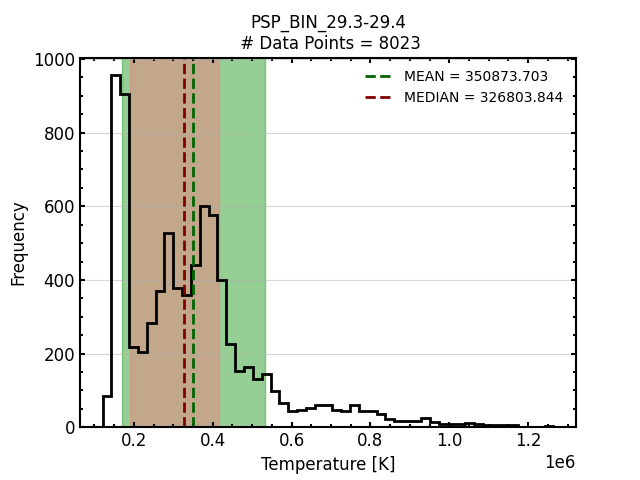 PSP_BIN_29.3-29.4
# Data Points = 8023
MEAN = 350873.703
MEDIAN = 326803.844
Frequency
1000
800
600
400
200
0
0.2 0.4 0.6 0.8 1.0 1.2
1e6
Temperature [K]